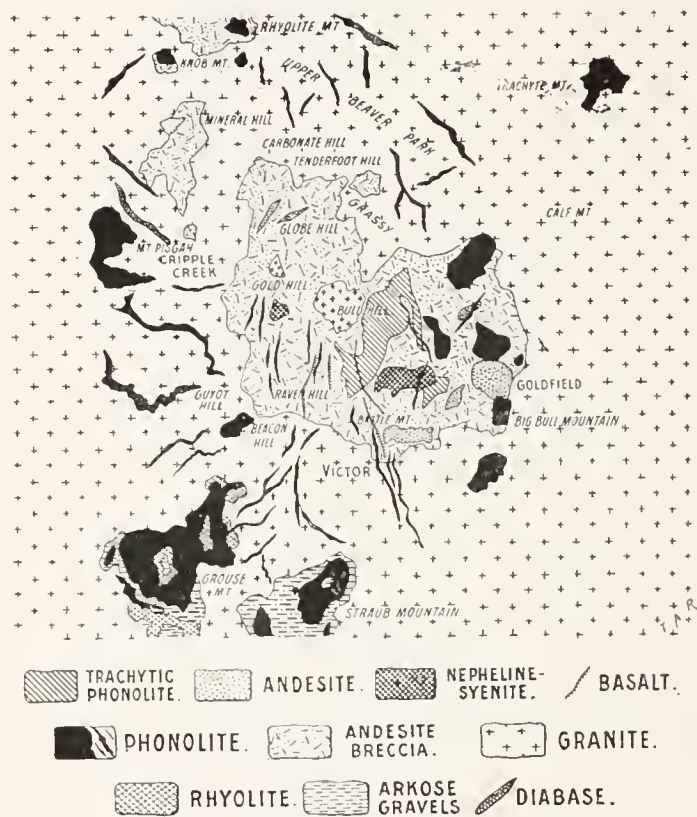 RHYOLITE MT
KNOB MT.
UPPER
BEAVER
PARK
TRACHYTE MT.
MINERAL HILL
CARBONATE HILL
TENDERFOOT HILL
GRASSY
CALF MT
GLOBE HILL
MT PISGAH
CRIPPLE
CREEK
GOLD HILL
BULL HILL
GUYOT
HILL
RAVEN HILL
GOLDFIELD
BIG BULL MOUNTAIN
BATTLE MT.
BEACON
HILL
VICTOR
GROUSE
MT
STRAUB MOUNTAIN
T.A.R
TRACHYTIC
PHONOLITE.
ANDESITE.
NEPHELINE-
SYENITE.
BASALT.
PHONOLITE.
ANDESITE
BRECCIA.
GRANITE.
RHYOLITE.
ARKOSE
GRAVELS
DIABASE.